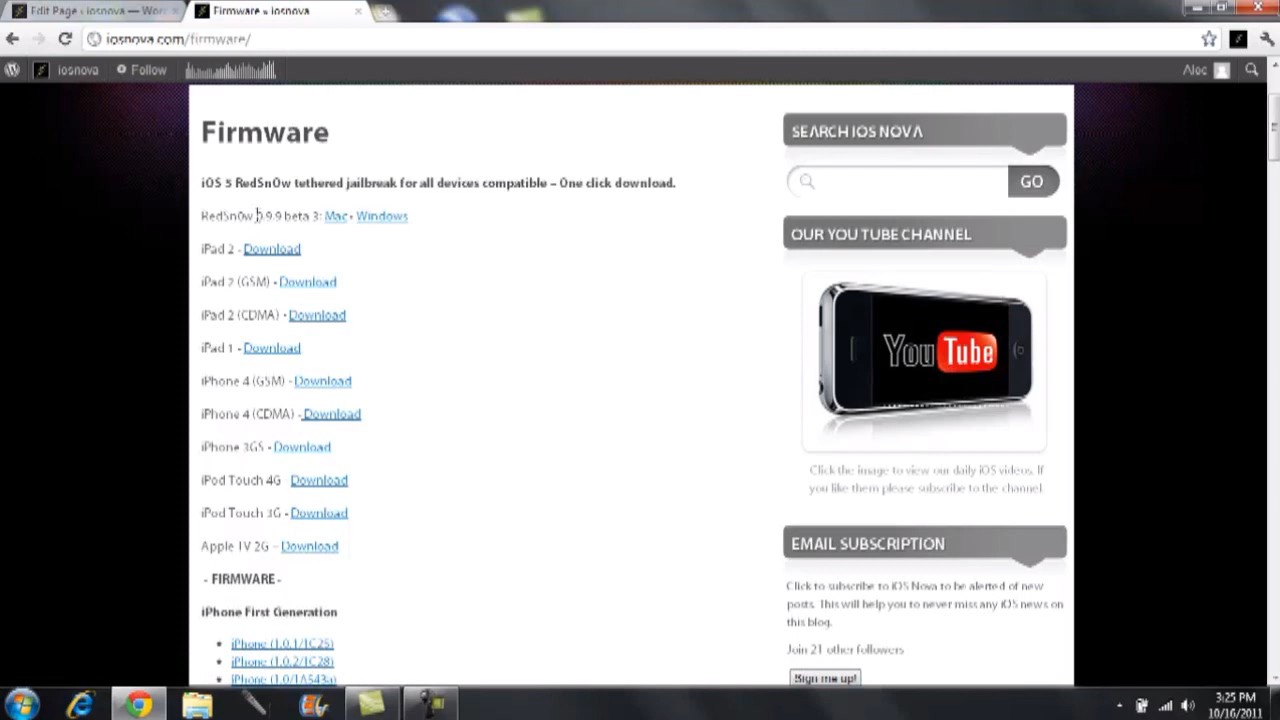 Edit Page ‹ iosnova — Wor
Firmware « iosnova
iosnova.com/firmware/
iosnova
Follow
Aloc
Firmware
iOS 5 RedSn0w tethered jailbreak for all devices compatible – One click download.
RedSn0w 0.9.9 beta 3: Mac • Windows
iPad 2 - Download
iPad 2 (GSM) - Download
iPad 2 (CDMA) - Download
iPad 1 - Download
iPhone 4 (GSM) - Download
iPhone 4 (CDMA) - Download
iPhone 3GS - Download
iPod Touch 4G Download
iPod Touch 3G - Download
Apple TV 2G – Download
- FIRMWARE -
iPhone First Generation
iPhone (1.0.1/1C25)
iPhone (1.0.2/1C28)
iPhone (1.0/1A543a)
SEARCH IOS NOVA
GO
OUR YOU TUBE CHANNEL
YouTube
Click the image to view our daily iOS videos. If
you like them please subscribe to the channel.
EMAIL SUBSCRIPTION
Click to subscribe to iOS Nova to be alerted of new
posts. This will help you to never miss any iOS news on
this blog.
Join 21 other followers
Sign me up!
3:25 PM
10/16/2011